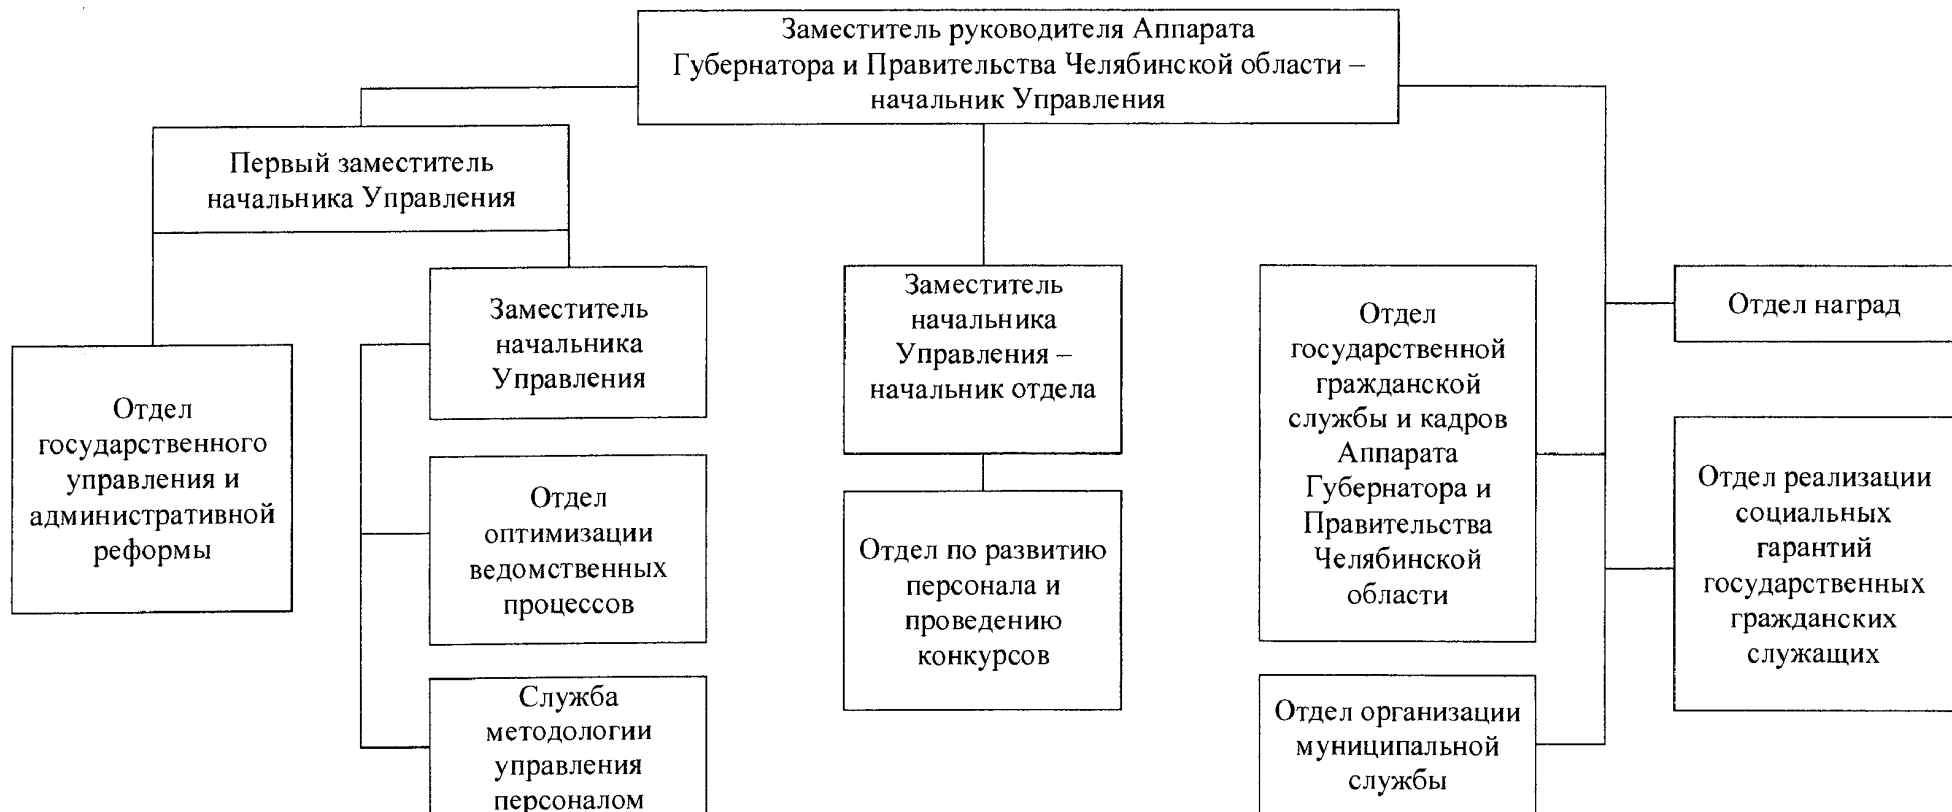 Заместитель руководителя Аппарата
Губернатора и Правительства Челябинской области –
начальник Управления
Первый заместитель
начальника Управления
Отдел
государственного
управления и
административной
реформы
Заместитель
начальника
Управления
Отдел
оптимизации
ведомственных
процессов
Служба
методологии
управления
персоналом
Заместитель
начальника
Управления –
начальник отдела
Отдел по развитию
персонала и
проведению
конкурсов
Отдел
государственной
гражданской
службы и кадров
Аппарата
Губернатора и
Правительства
Челябинской
области
Отдел организации
муниципальной
службы
Отдел наград
Отдел реализации
социальных
гарантий
государственных
гражданских
служащих